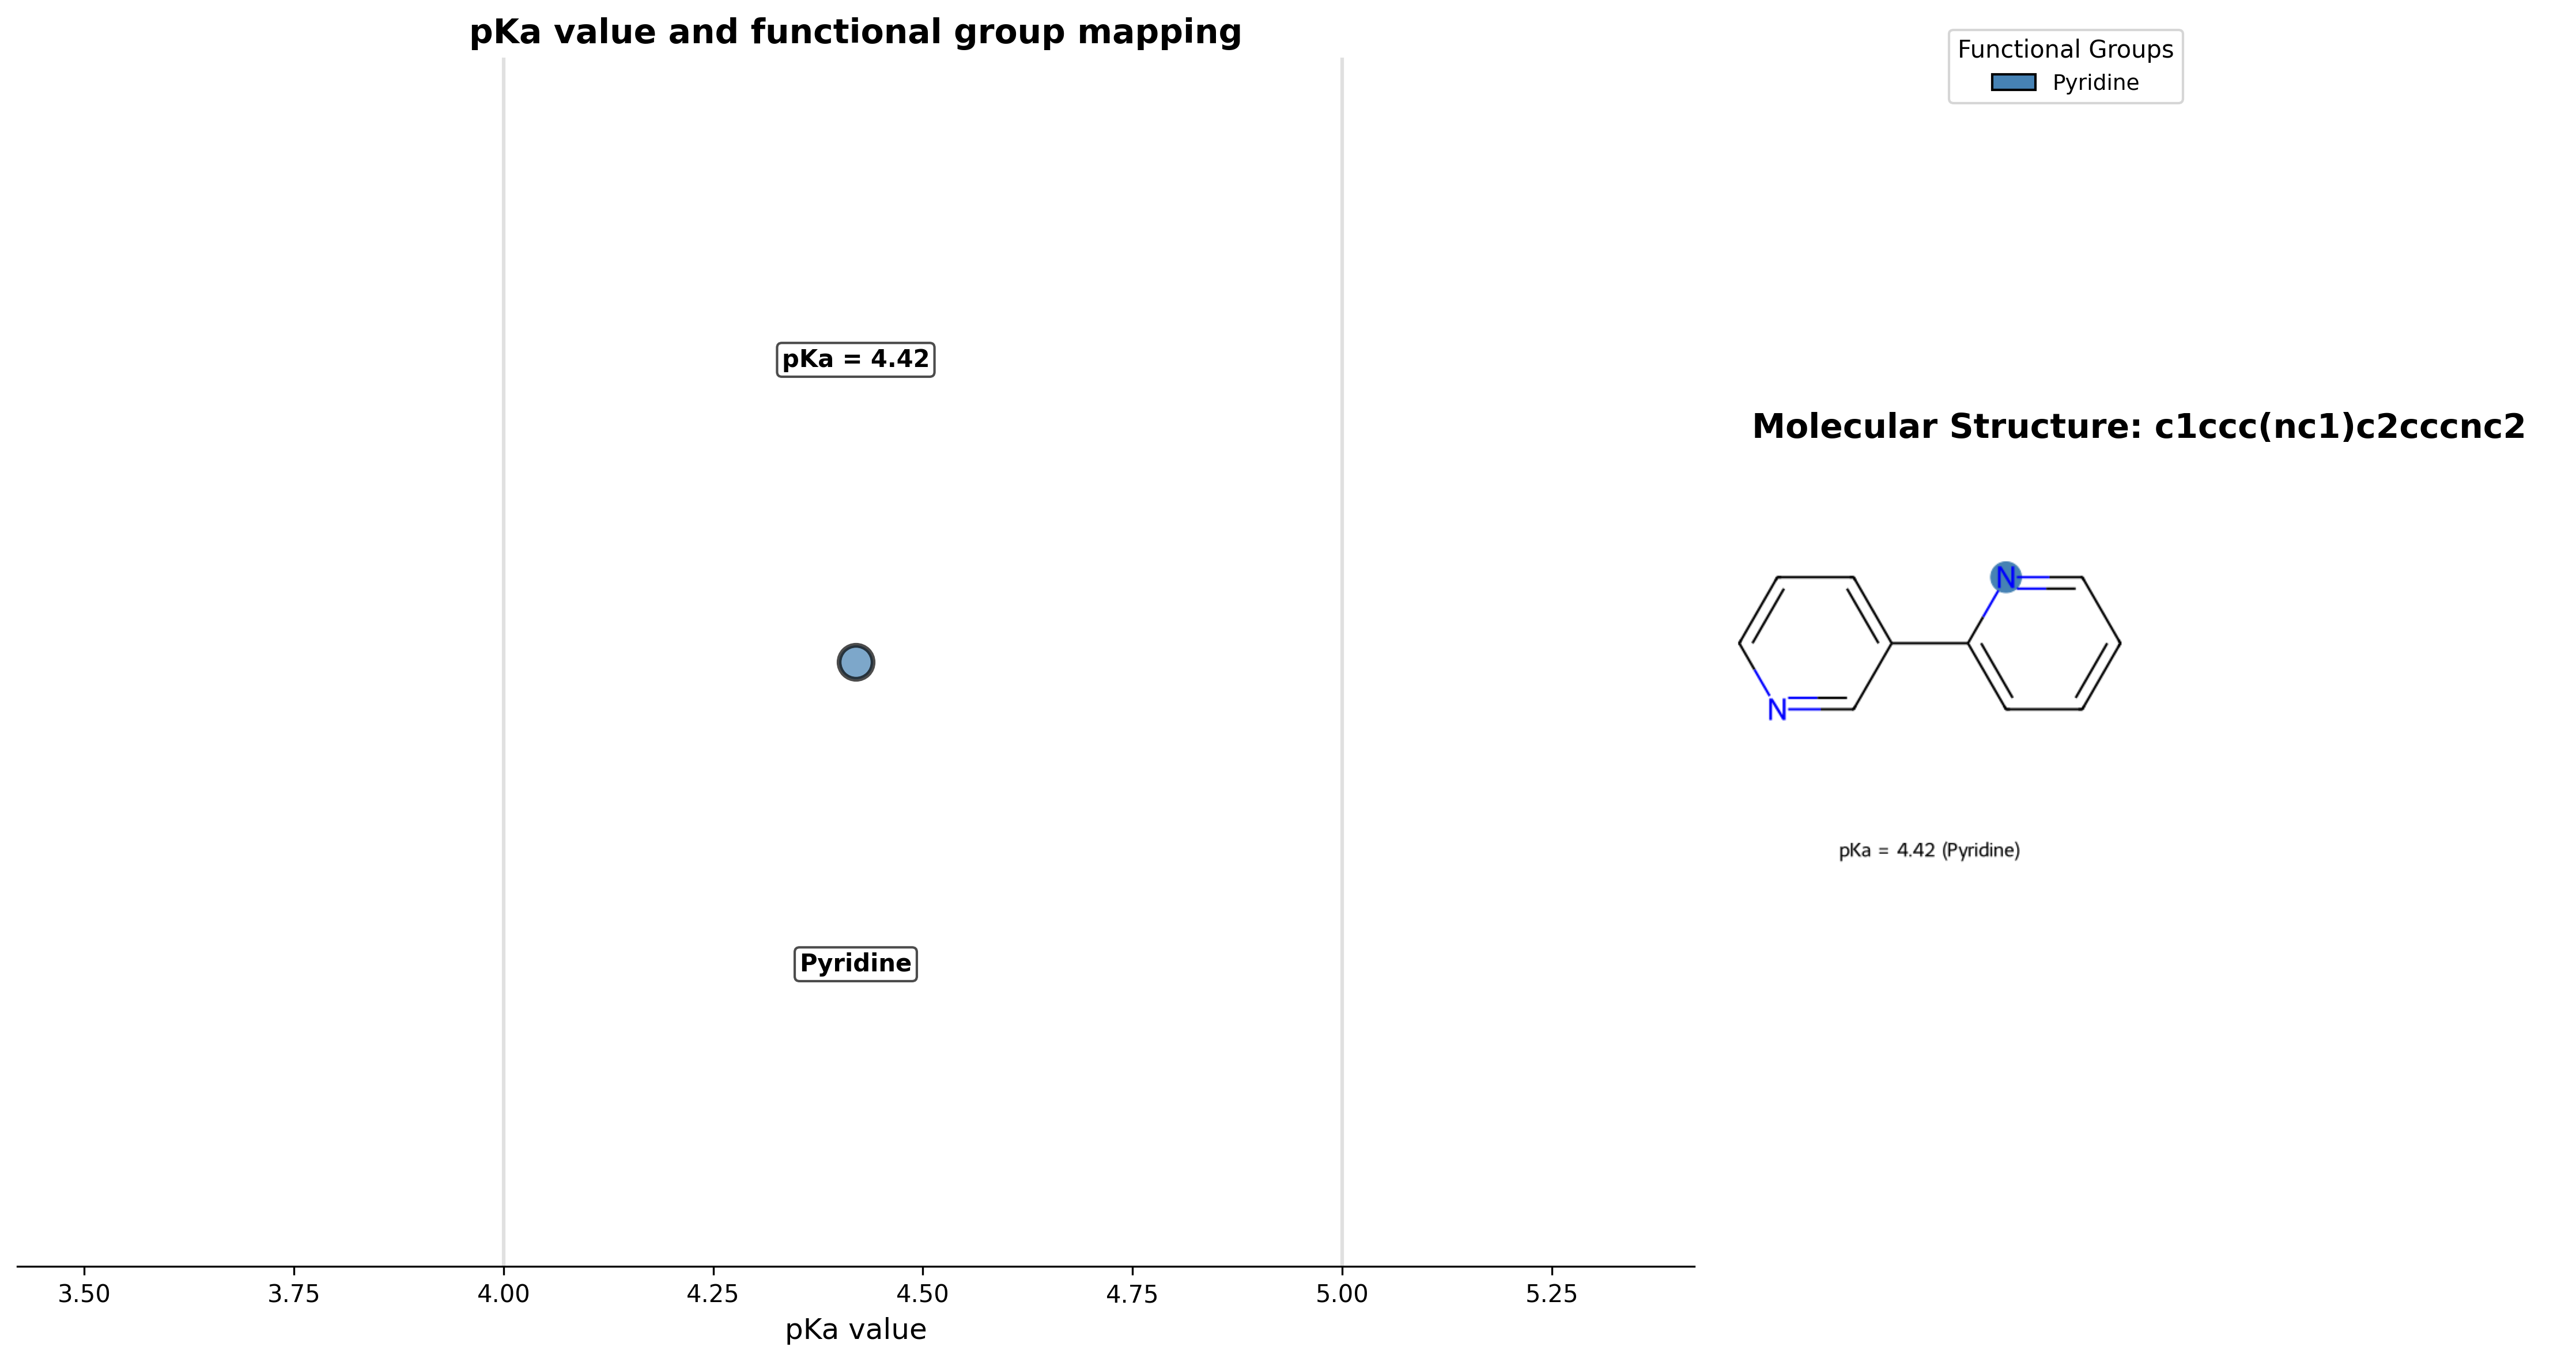 pKa value and functional group mapping
pKa = 4.42
Pyridine
3.50 3.75 4.00 4.25 4.50 4.75 5.00 5.25
pKa value
Functional Groups
Pyridine
Molecular Structure: c1ccc(nc1)c2cccnc2
N
N
pKa = 4.42 (Pyridine)